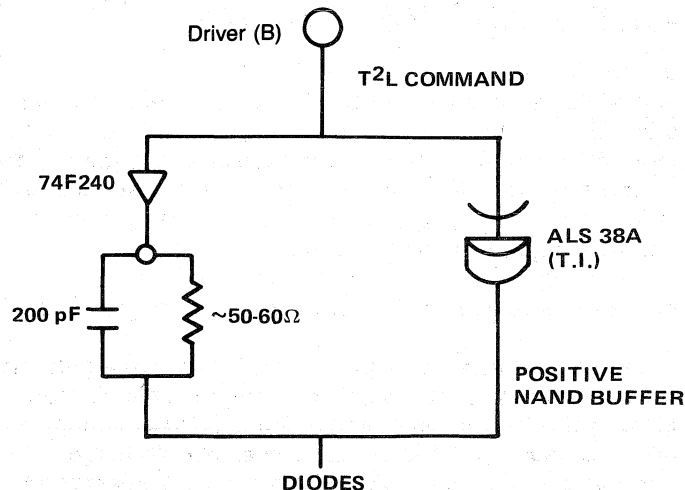 Driver (B)
T²L COMMAND
74F240
ALS 38A
(T.I.)
200 pF
~50-60Ω
POSITIVE
NAND BUFFER
DIODES